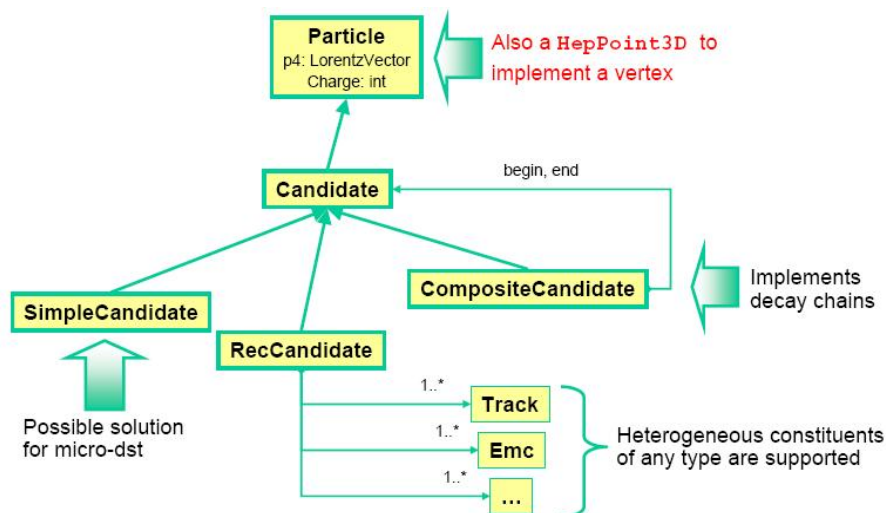 Particle
p4: LorentzVector
Charge: int
Also a HepPoint3D to
implement a vertex
begin, end
Candidate
CompositeCandidate
Implements
decay chains
SimpleCandidate
RecCandidate
Possible solution
for micro-dst
1..*
Track
1..*
Emc
1..*
...
Heterogeneous constituents
of any type are supported